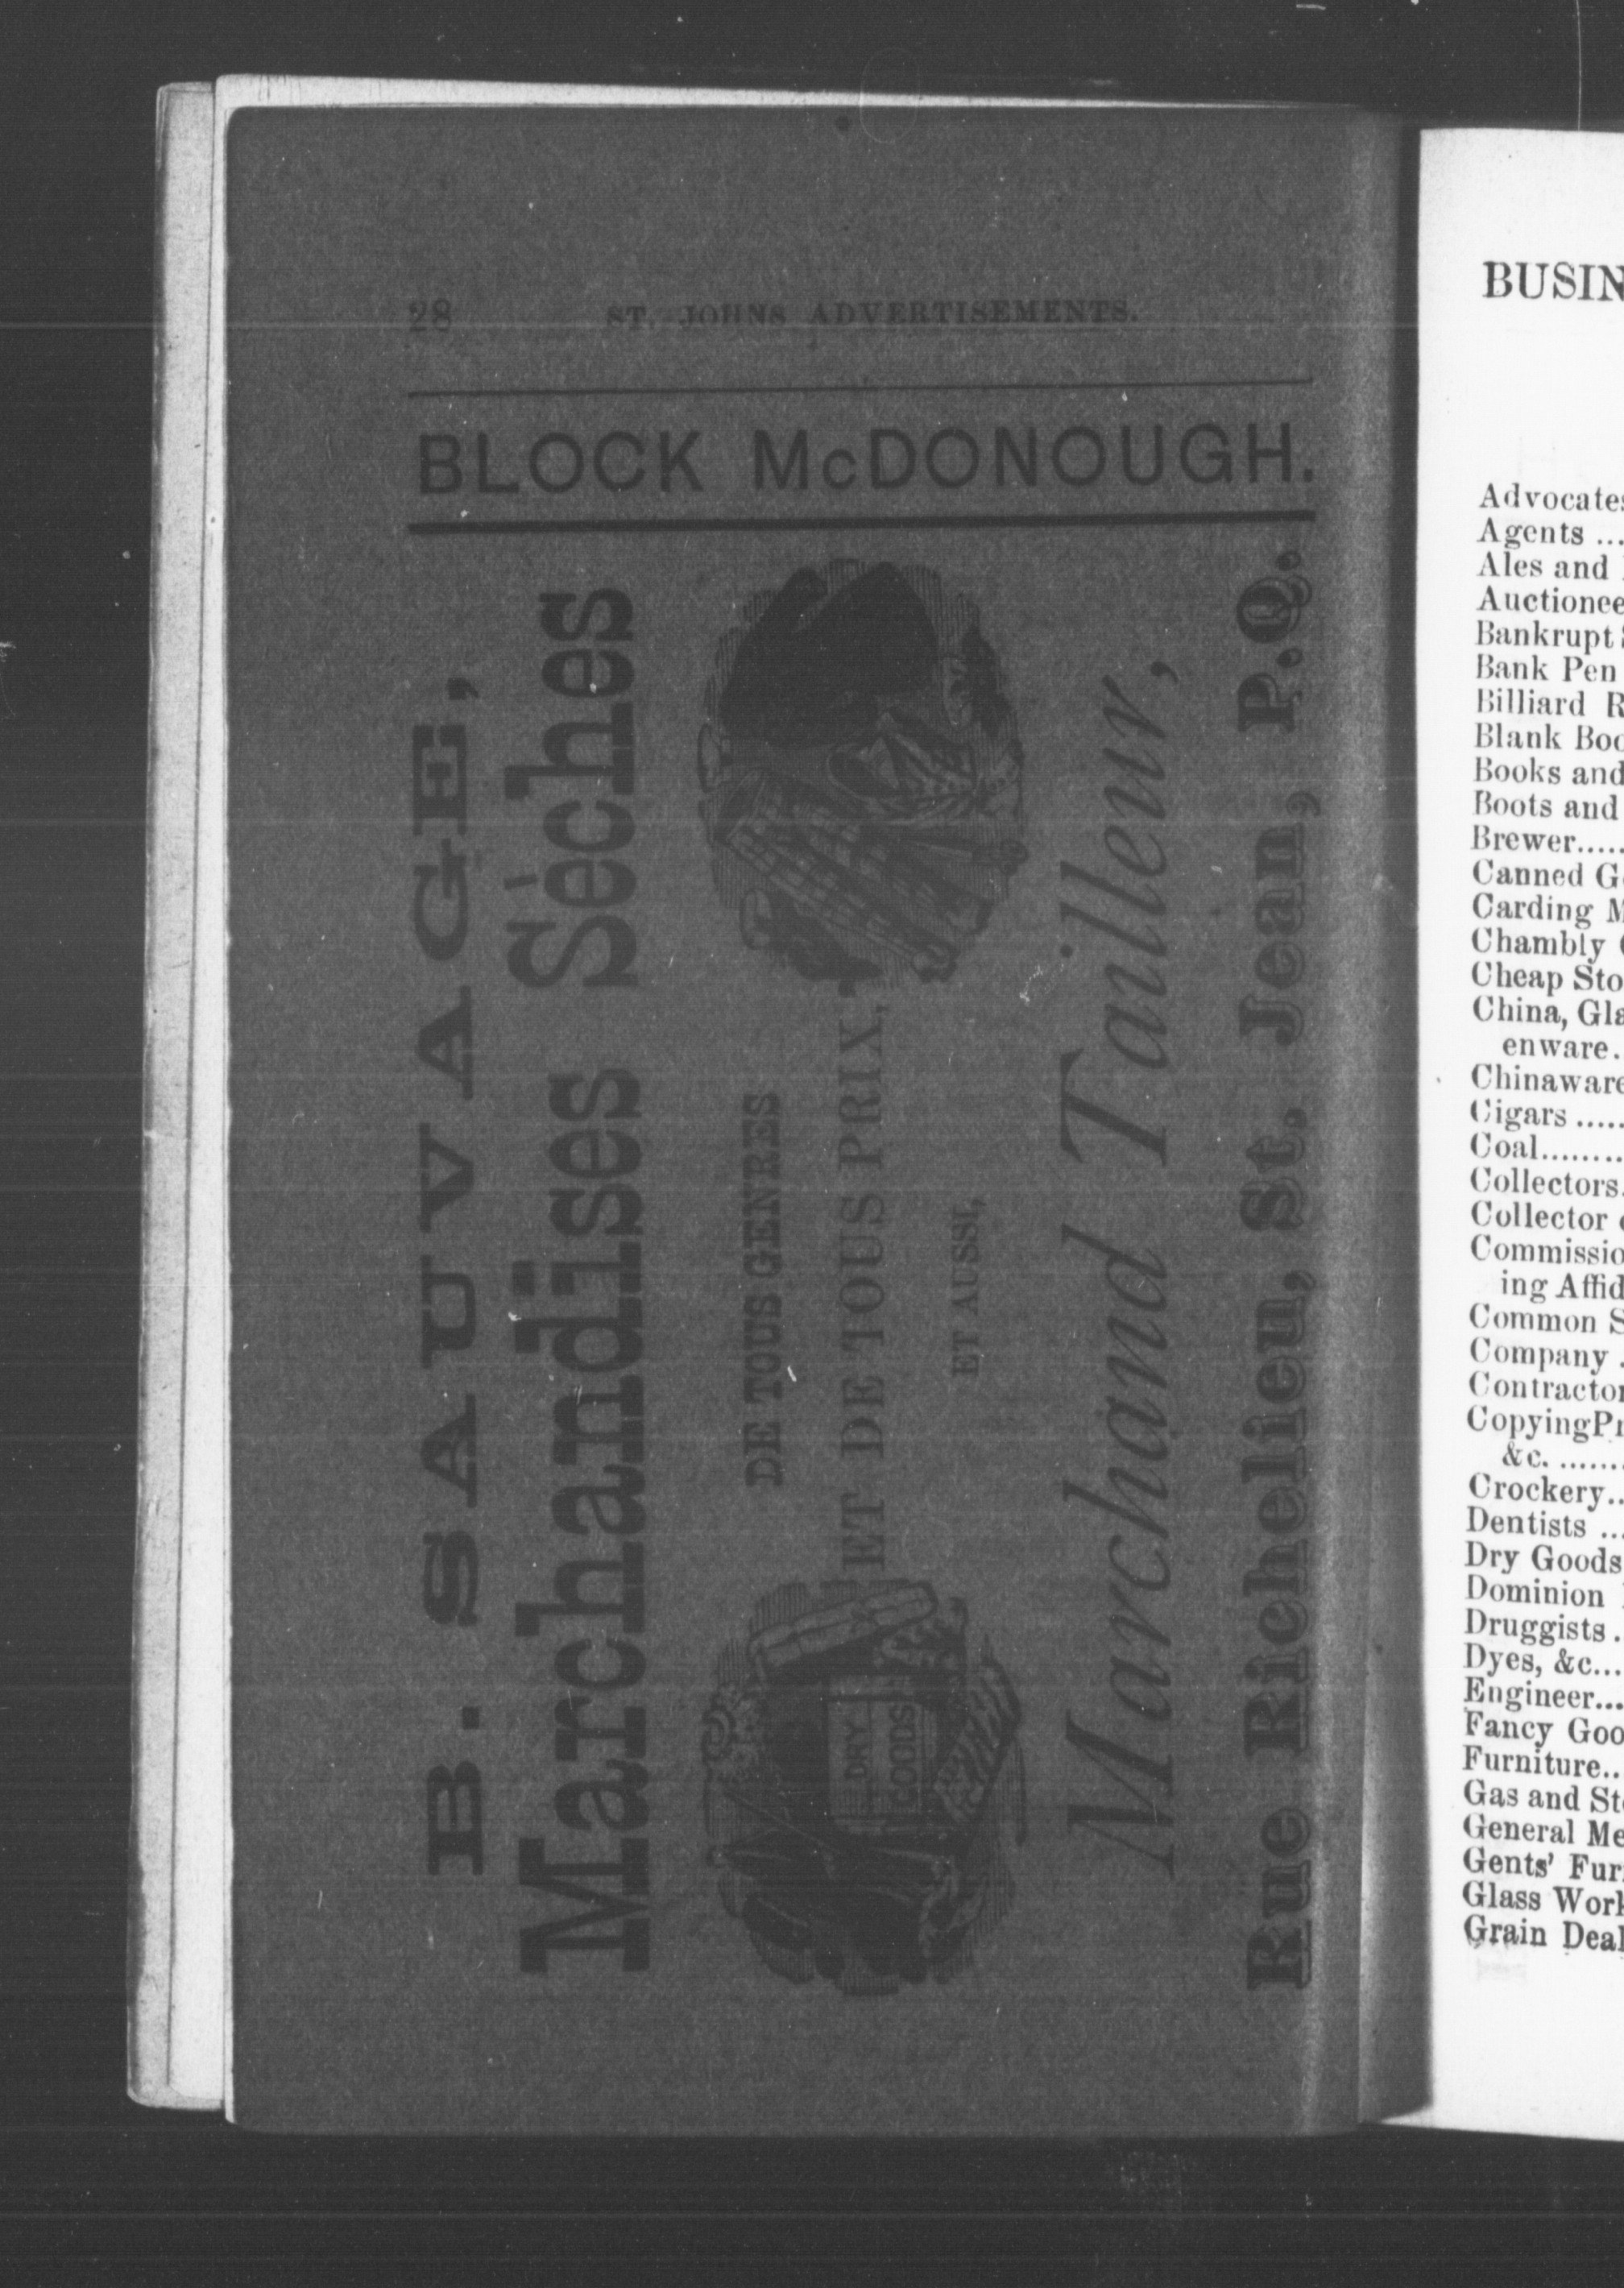 28 ST. JOHNS ADVERTISEMENTS.
BLOCK McDONOUGH.
B. SAUVAGE,
Marchandises Sèches
DE TOUS GENRES
ET DE TOUS PRIX,
ET AUSSI,
DRY
GOODS
Marchand Tailleur,
Rue Richelieu, St. Jean, P.Q.
BUSIN
Advocates
Agents ...
Ales and
Auctionee
Bankrupt
Bank Pen
Billiard R
Blank Boo
Books and
Boots and
Brewer.....
Canned G
Carding M
Chambly
Cheap Sto
China, Gla
enware.
Chinaware
Cigars .....
Coal........
Collectors.
Collector
Commissio
ing Affid
Common S
Company .
Contractor
CopyingPr
&c. .......
Crockery..
Dentists ...
Dry Goods
Dominion
Druggists .
Dyes, &c...
Engineer...
Fancy Goo
Furniture..
Gas and St
General Me
Gents' Fur
Glass Work
Grain Deal